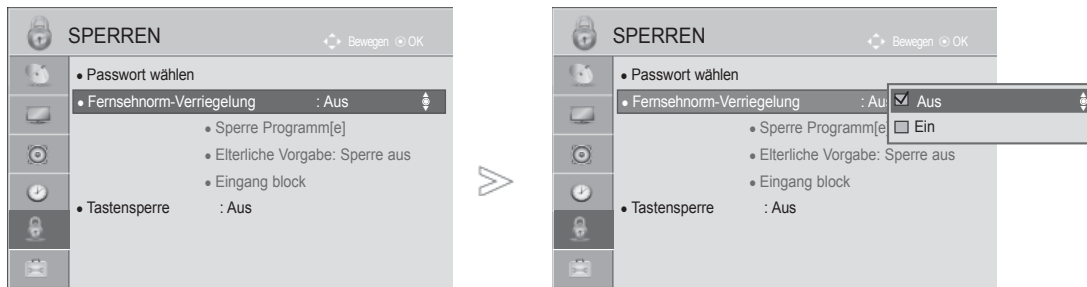 SPERREN
Bewegen OK
• Passwort wählen
• Fernsehnorm-Verriegelung : Aus
• Sperre Programm[e]
• Elterliche Vorgabe: Sperre aus
• Eingang block
• Tastensperre : Aus
SPERREN
Bewegen OK
• Passwort wählen
• Fernsehnorm-Verriegelung : Au
Aus
• Sperre Programm[e
Ein
• Elterliche Vorgabe: Sperre aus
• Eingang block
• Tastensperre : Aus